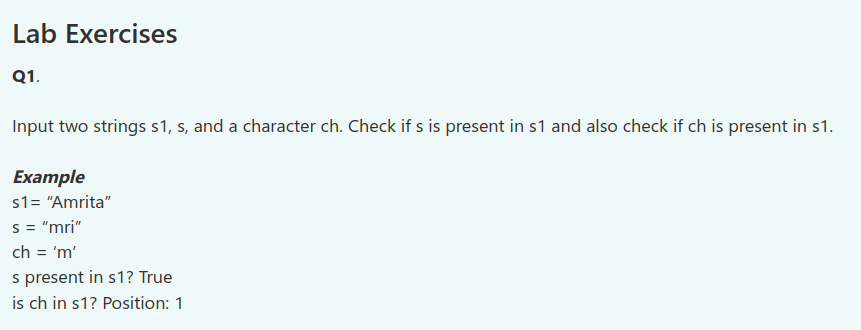 Lab Exercises
Q1.
Input two strings s1, s, and a character ch. Check if s is present in s1 and also check if ch is present in s1.
Example
s1= “Amrita”
s = “mri”
ch = ‘m’
s present in s1? True
is ch in s1? Position: 1